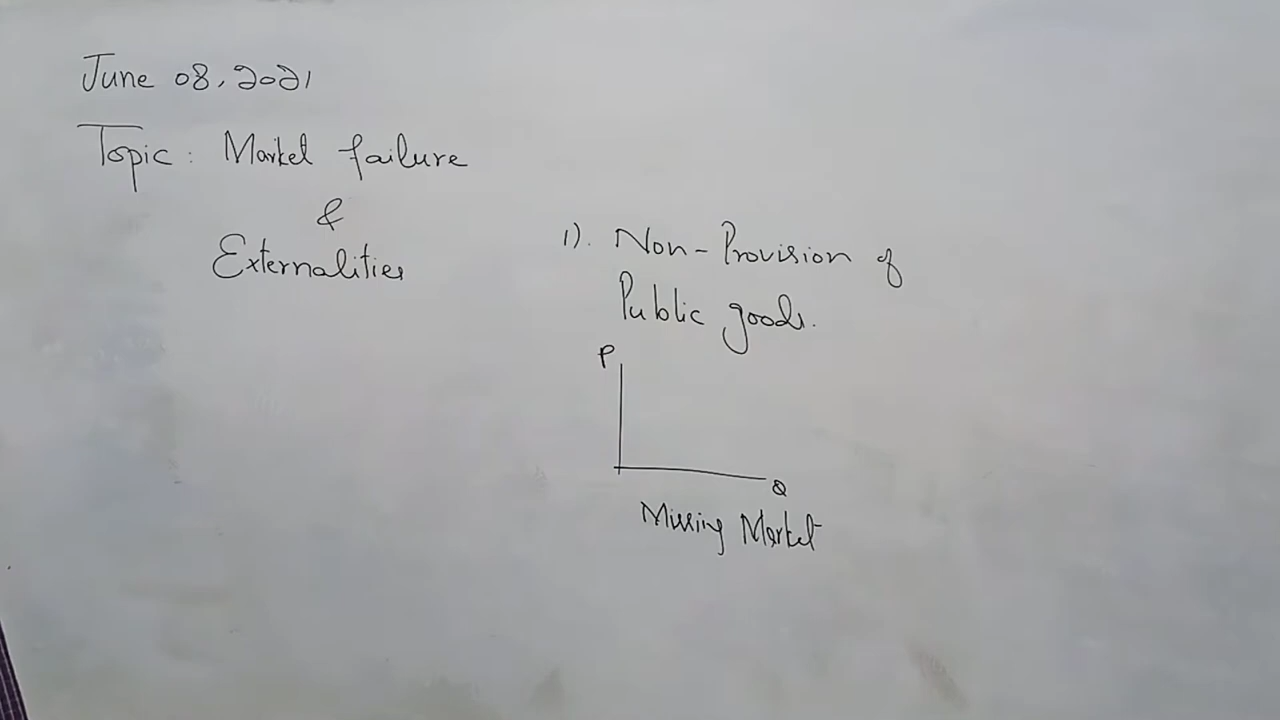 June 08, 2021
Topic: Market failure
&
Externalities
1). Non-Provision of
Public goods.
P
Q
Missing Market